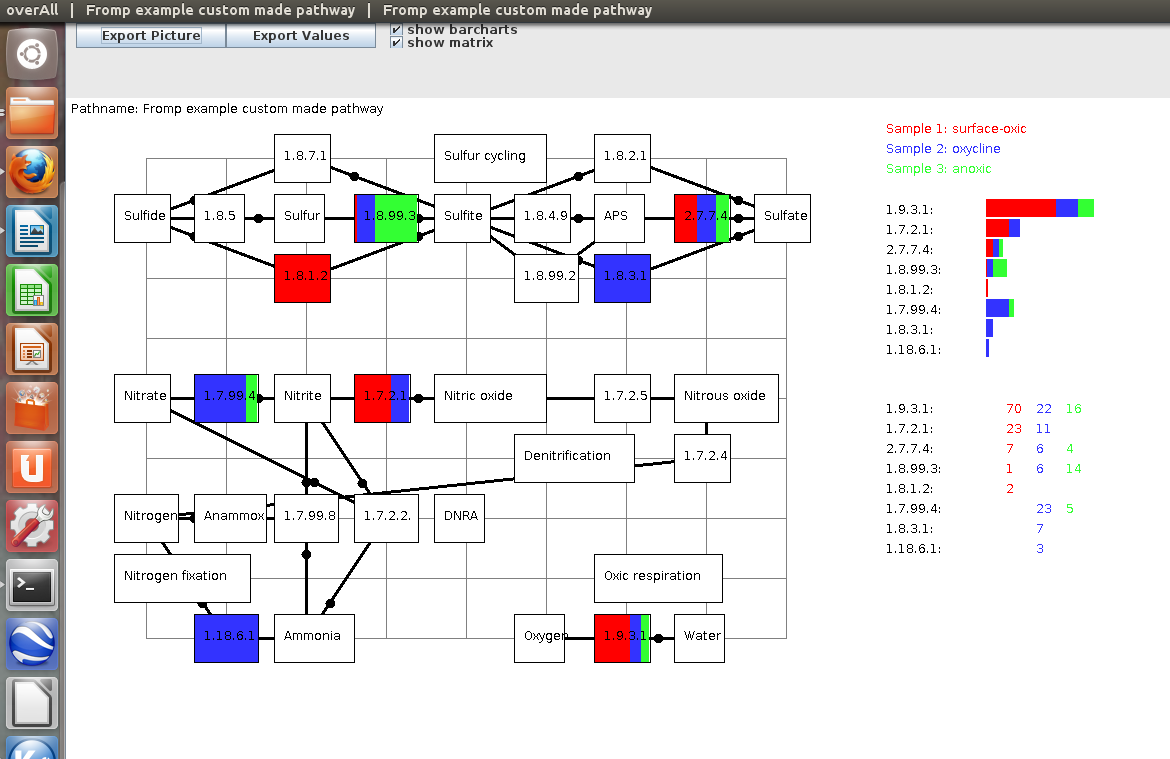 overAll | Fromp example custom made pathway | Fromp example custom made pathway
Export Picture Export Values show barcharts
show matrix
Pathname: Fromp example custom made pathway
Sample 1: surface-oxic
Sample 2: oxycline
Sample 3: anoxic
1.8.7.1 Sulfur cycling 1.8.2.1
Sulfide 1.8.5 Sulfur 1.8.99.3 Sulfite 1.8.4.9 APS 2.7.7.4 Sulfate
1.8.1.2 1.8.99.2 1.8.3.1
Nitrate 1.7.99.4 Nitrite 1.7.2.1 Nitric oxide 1.7.2.5 Nitrous oxide
Denitrification 1.7.2.4
Nitrogen Anammox 1.7.99.8 1.7.2.2. DNRA
Nitrogen fixation Oxic respiration
1.18.6.1 Ammonia Oxygen 1.9.3.1 Water
1.9.3.1:
1.7.2.1:
2.7.7.4:
1.8.99.3:
1.8.1.2:
1.7.99.4:
1.8.3.1:
1.18.6.1:
1.9.3.1: 70 22 16
1.7.2.1: 23 11
2.7.7.4: 7 6 4
1.8.99.3: 1 6 14
1.8.1.2: 2
1.7.99.4: 23 5
1.8.3.1: 7
1.18.6.1: 3